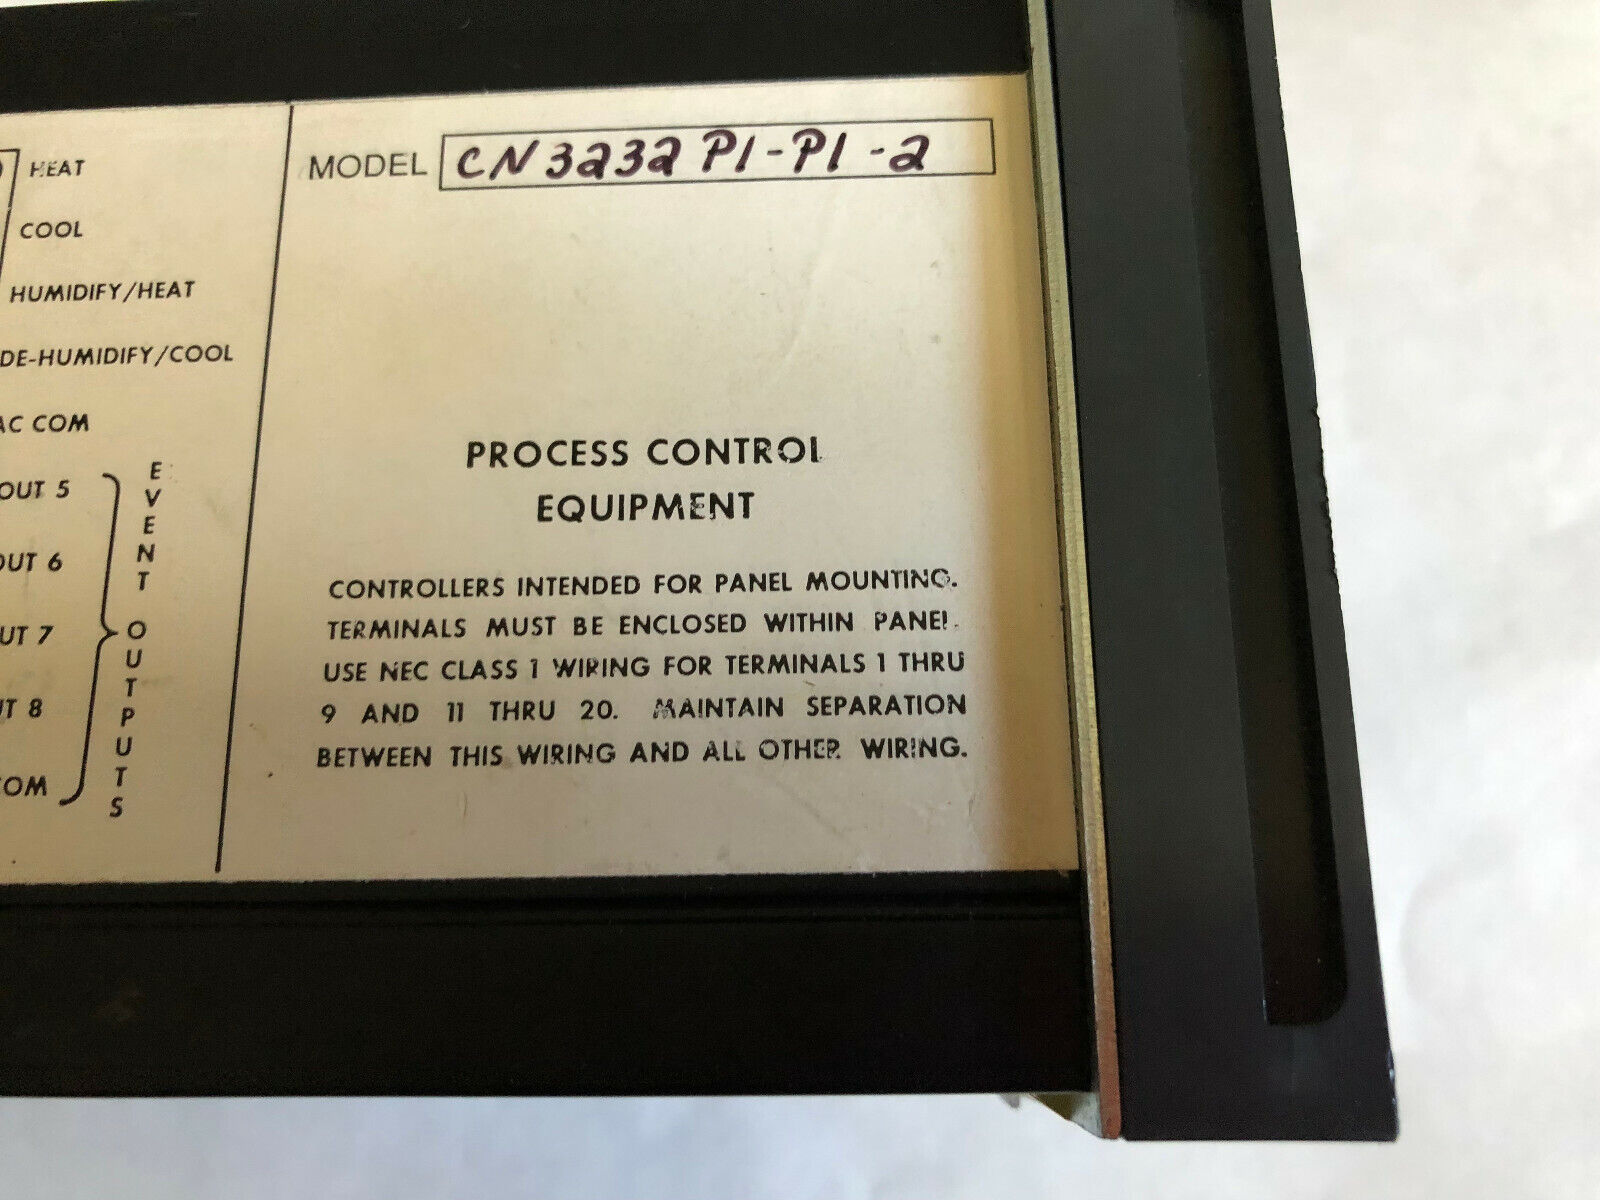 HEAT
COOL
HUMIDIFY/HEAT
DE-HUMIDIFY/COOL
AC COM
OUT 5
OUT 6
UT 7
T 8
COM
EVENT OUTPUTS
MODEL CN3232 P1-P1-2
PROCESS CONTROL
EQUIPMENT
CONTROLLERS INTENDED FOR PANEL MOUNTING.
TERMINALS MUST BE ENCLOSED WITHIN PANEL.
USE NEC CLASS 1 WIRING FOR TERMINALS 1 THRU
9 AND 11 THRU 20. MAINTAIN SEPARATION
BETWEEN THIS WIRING AND ALL OTHER WIRING.